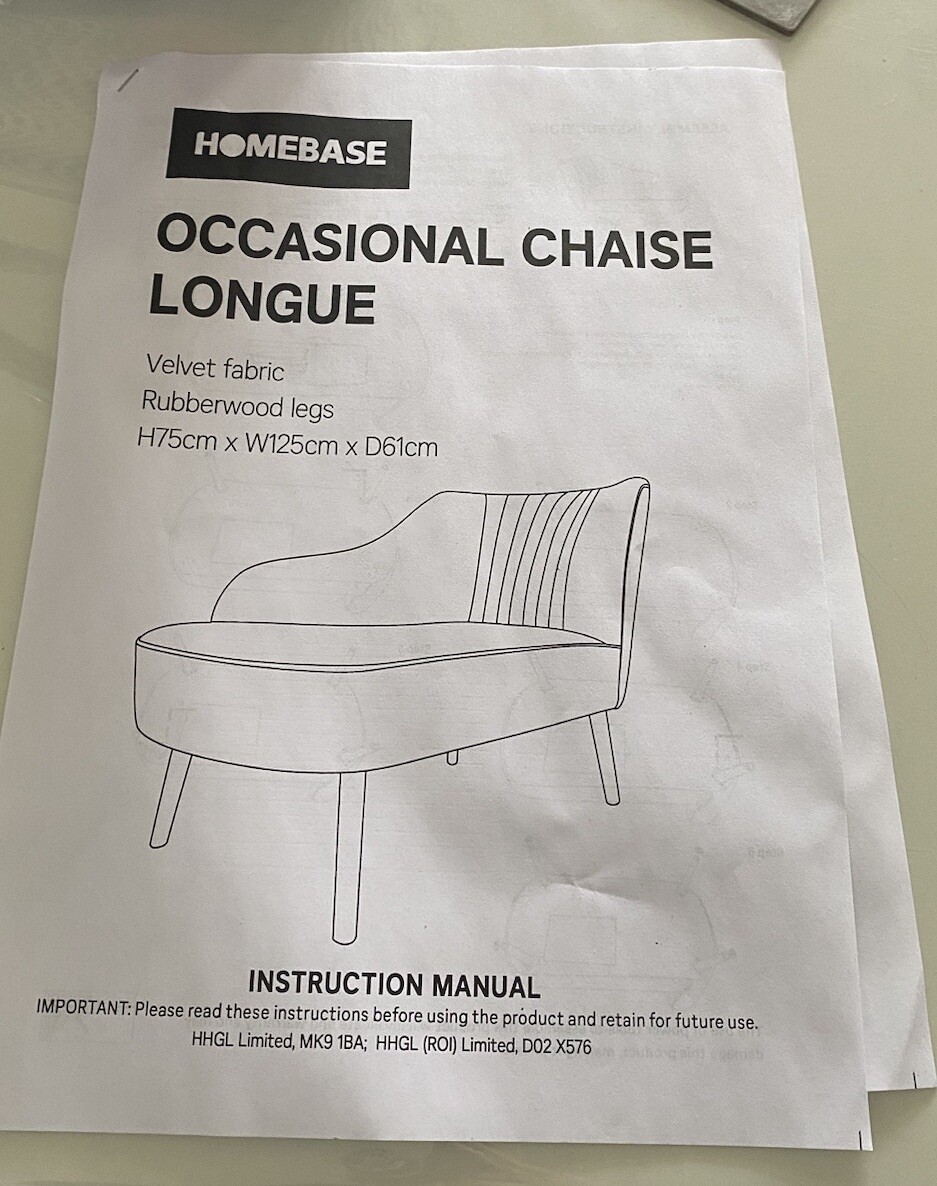 HOMEBASE
OCCASIONAL CHAISE
LONGUE
Velvet fabric
Rubberwood legs
H75cm x W125cm x D61cm
INSTRUCTION MANUAL
IMPORTANT: Please read these instructions before using the product and retain for future use.
HHGL Limited, MK9 1BA; HHGL (ROI) Limited, D02 X576